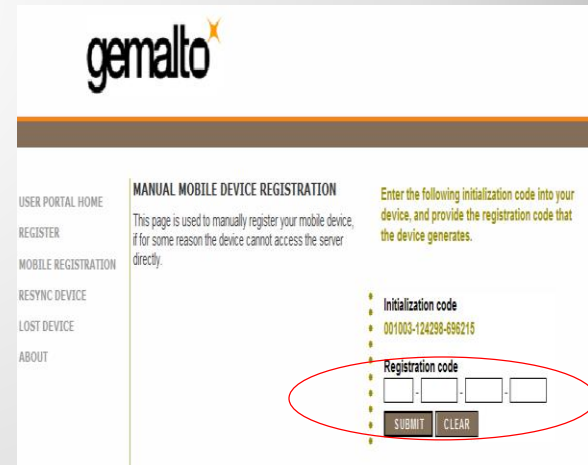 gemalto
USER PORTAL HOME
REGISTER
MOBILE REGISTRATION
RESYNC DEVICE
LOST DEVICE
ABOUT
MANUAL MOBILE DEVICE REGISTRATION
This page is used to manually register your mobile device,
if for some reason the device cannot access the server
directly.
Enter the following initialization code into your
device, and provide the registration code that
the device generates.
Initialization code
001003-124298-696215
Registration code
- - -
SUBMIT CLEAR